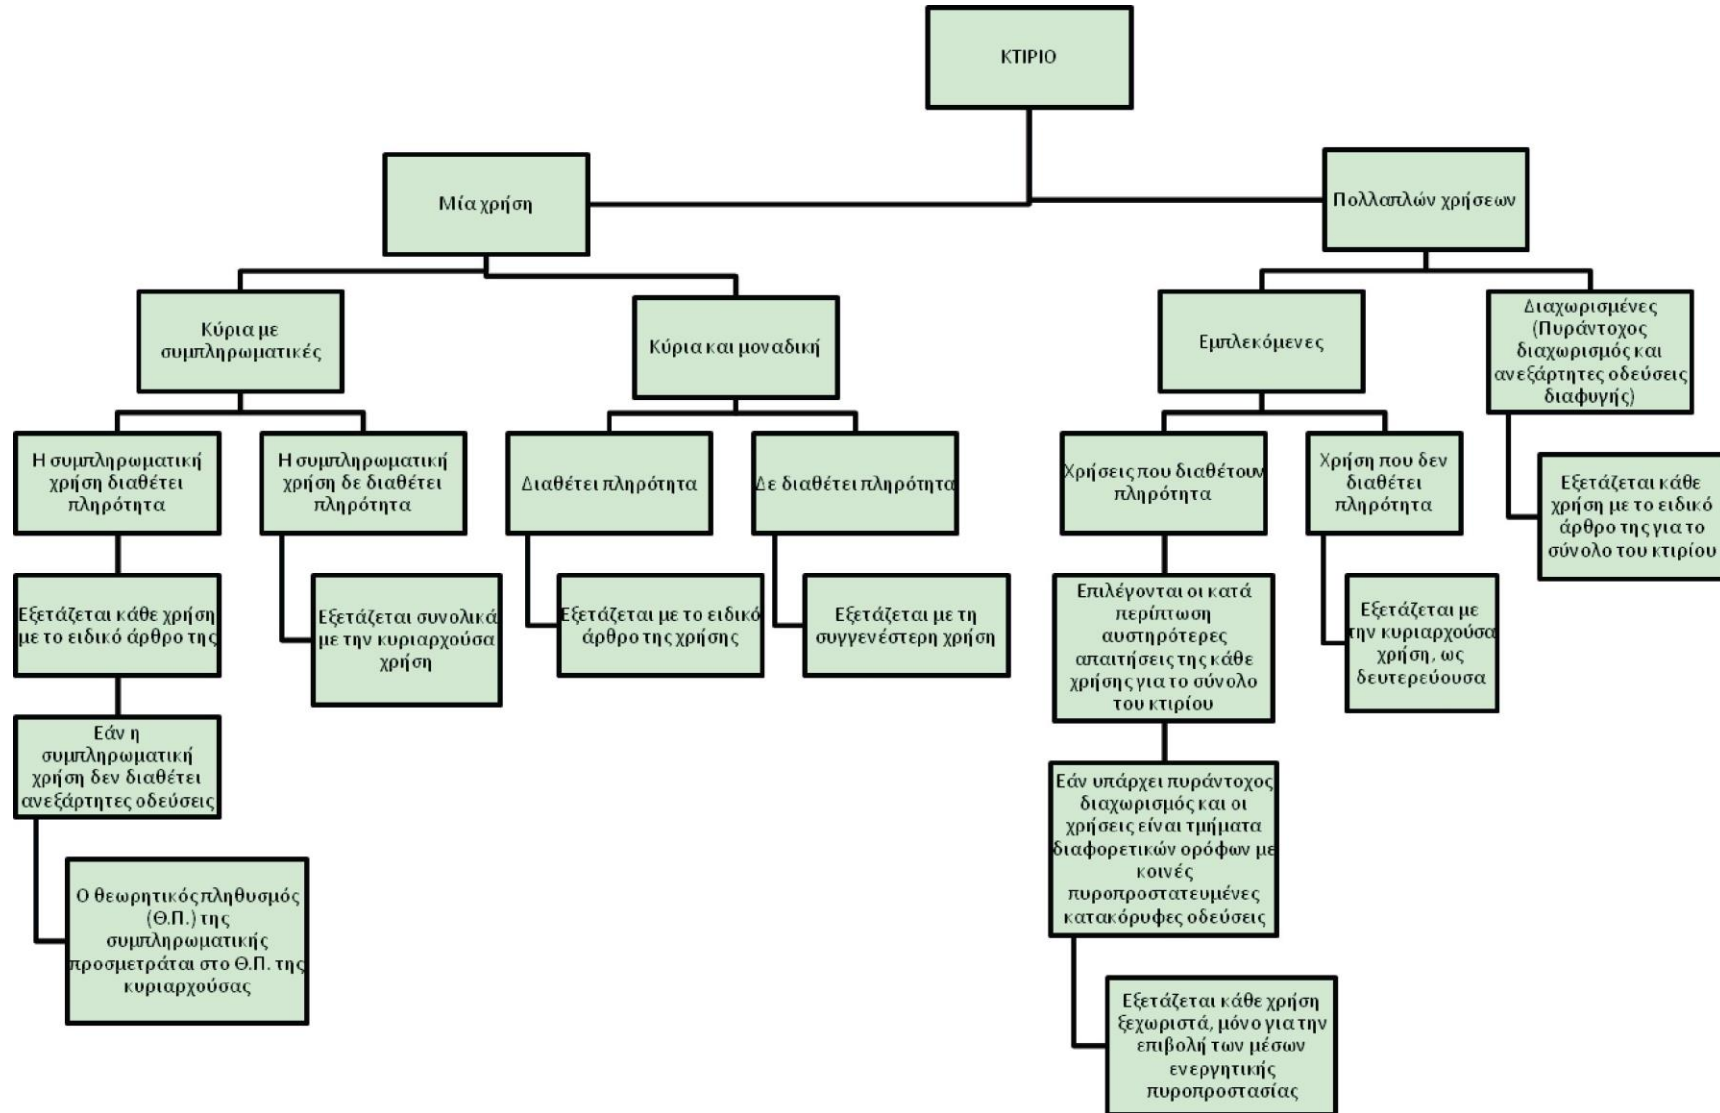 ΚΤΙΡΙΟ
Μία χρήση
Πολλαπλών χρήσεων
Κύρια με
συμπληρωματικές
Κύρια και μοναδική
Εμπλεκόμενες
Διαχωρισμένες
(Πυράντοχος
διαχωρισμός και
ανεξάρτητες οδεύσεις
διαφυγής)
Η συμπληρωματική
χρήση διαθέτει
πληρότητα
Η συμπληρωματική
χρήση δε διαθέτει
πληρότητα
Διαθέτει πληρότητα
Δε διαθέτει πληρότητα
Χρήσεις που διαθέτουν
πληρότητα
Χρήση που δεν
διαθέτει
πληρότητα
Εξετάζεται κάθε
χρήση με το ειδικό
άρθρο της για το
σύνολο του κτιρίου
Εξετάζεται κάθε χρήση
με το ειδικό άρθρο της
Εξετάζεται συνολικά
με την κυριαρχούσα
χρήση
Εξετάζεται με το ειδικό
άρθρο της χρήσης
Εξετάζεται με τη
συγγενέστερη χρήση
Επιλέγονται οι κατά
περίπτωση
αυστηρότερες
απαιτήσεις της κάθε
χρήσης για το σύνολο
του κτιρίου
Εξετάζεται με
την κυριαρχούσα
χρήση, ως
δευτερεύουσα
Εάν η
συμπληρωματική
χρήση δεν διαθέτει
ανεξάρτητες οδεύσεις
Εάν υπάρχει πυράντοχος
διαχωρισμός και οι
χρήσεις είναι τμήματα
διαφορετικών ορόφων με
κοινές
πυροπροστατευμένες
κατακόρυφες οδεύσεις
Ο θεωρητικός πληθυσμός
(Θ.Π.) της
συμπληρωματικής
προσμετράται στο Θ.Π. της
κυριαρχούσας
Εξετάζεται κάθε χρήση
ξεχωριστά, μόνο για την
επιβολή των μέσων
ενεργητικής
πυροπροστασίας